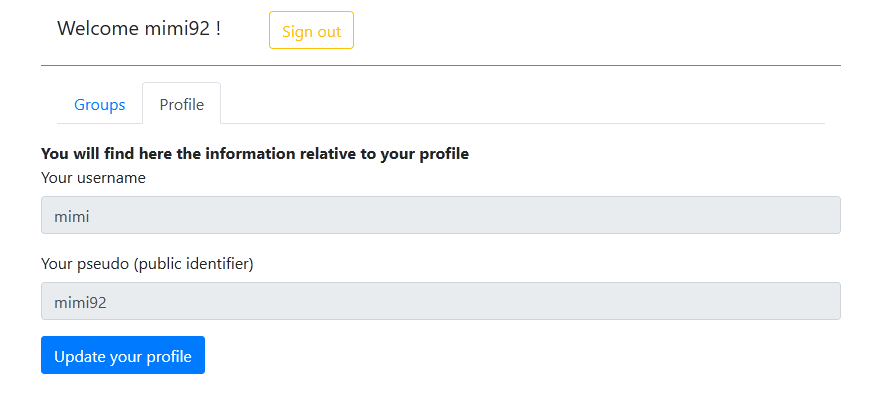 Welcome mimi92 ! Sign out
Groups Profile
You will find here the information relative to your profile
Your username
mimi
Your pseudo (public identifier)
mimi92
Update your profile